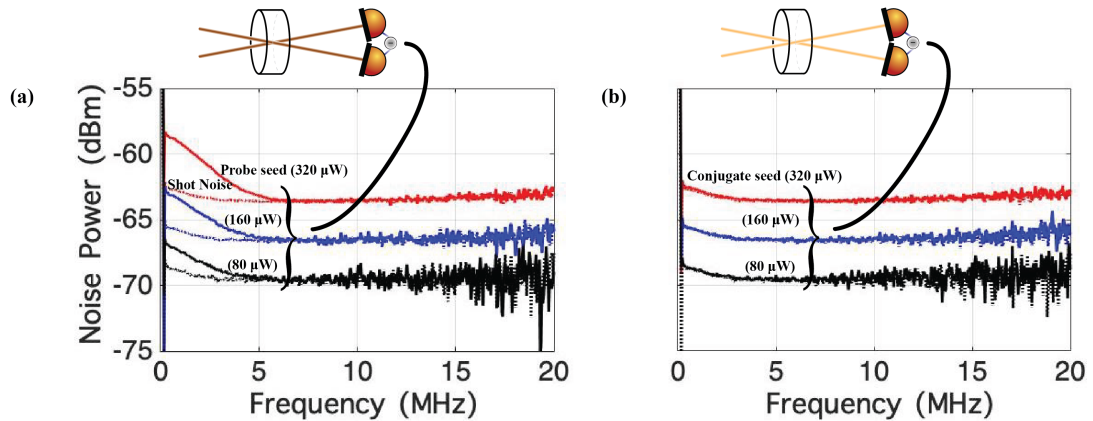 (a)
Noise Power (dBm)
-55
-60
-65
-70
-75
Probe seed (320 µW)
Shot Noise
(160 µW)
(80 µW)
0 5 10 15 20
Frequency (MHz)
(b)
Conjugate seed (320 µW)
(160 µW)
(80 µW)
0 5 10 15 20
Frequency (MHz)